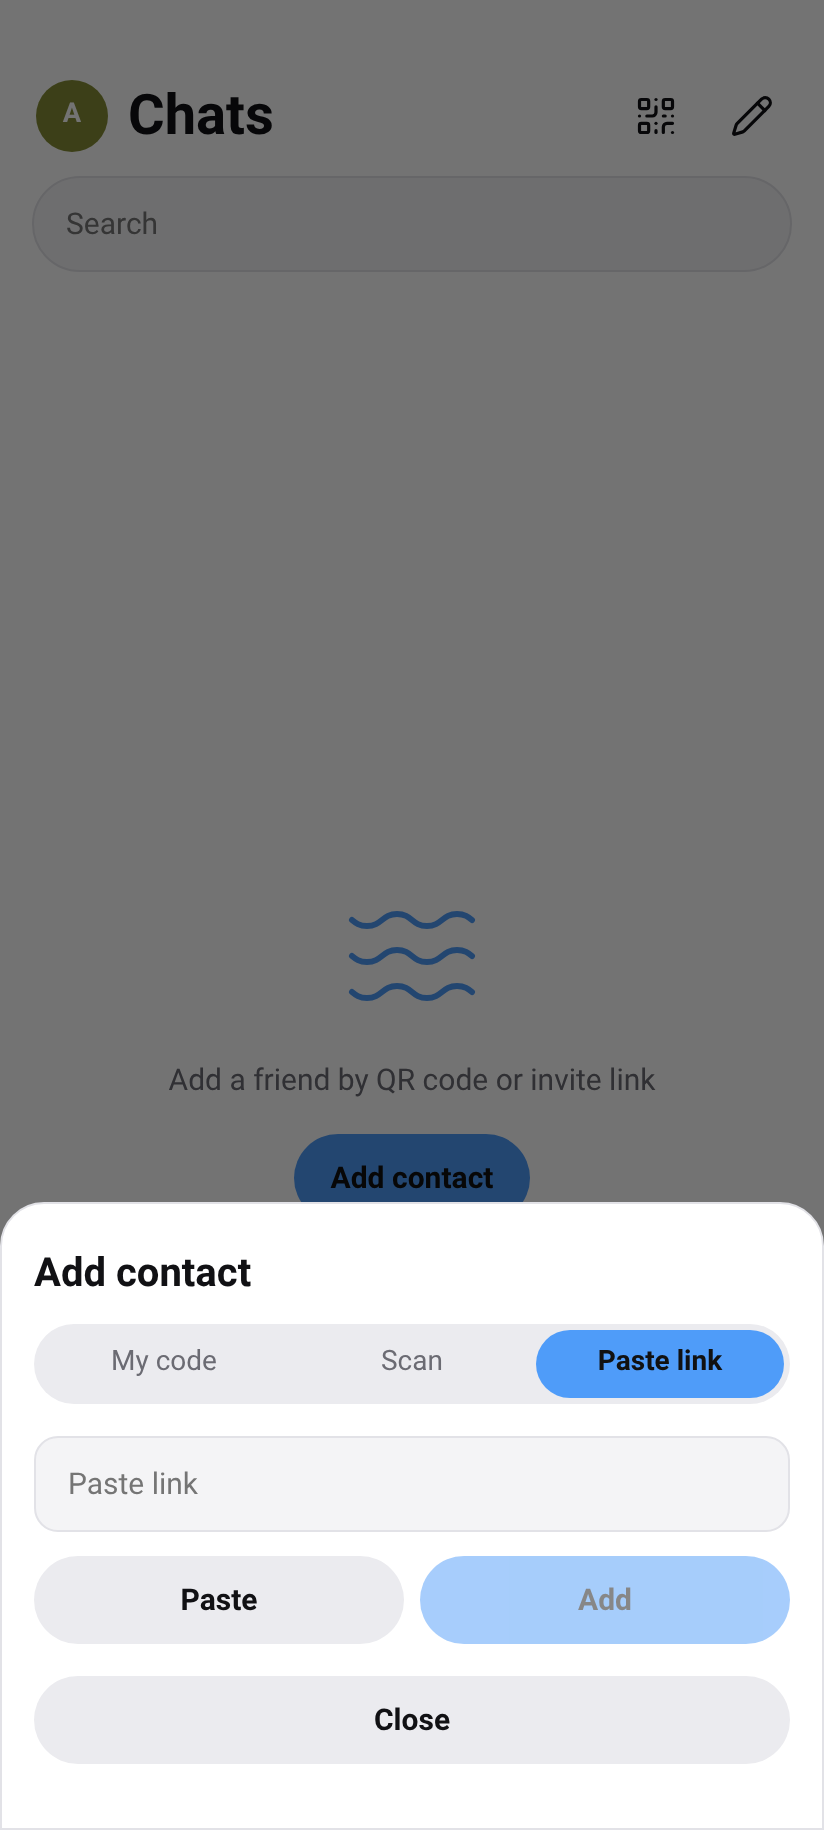 A
Chats
Search
Add a friend by QR code or invite link
Add contact
Add contact
My code
Scan
Paste link
Paste link
Paste
Add
Close